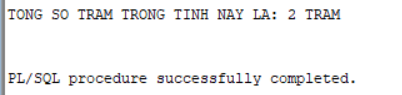 TONG SO TRAM TRONG TINH NAY LA: 2 TRAM
PL/SQL procedure successfully completed.